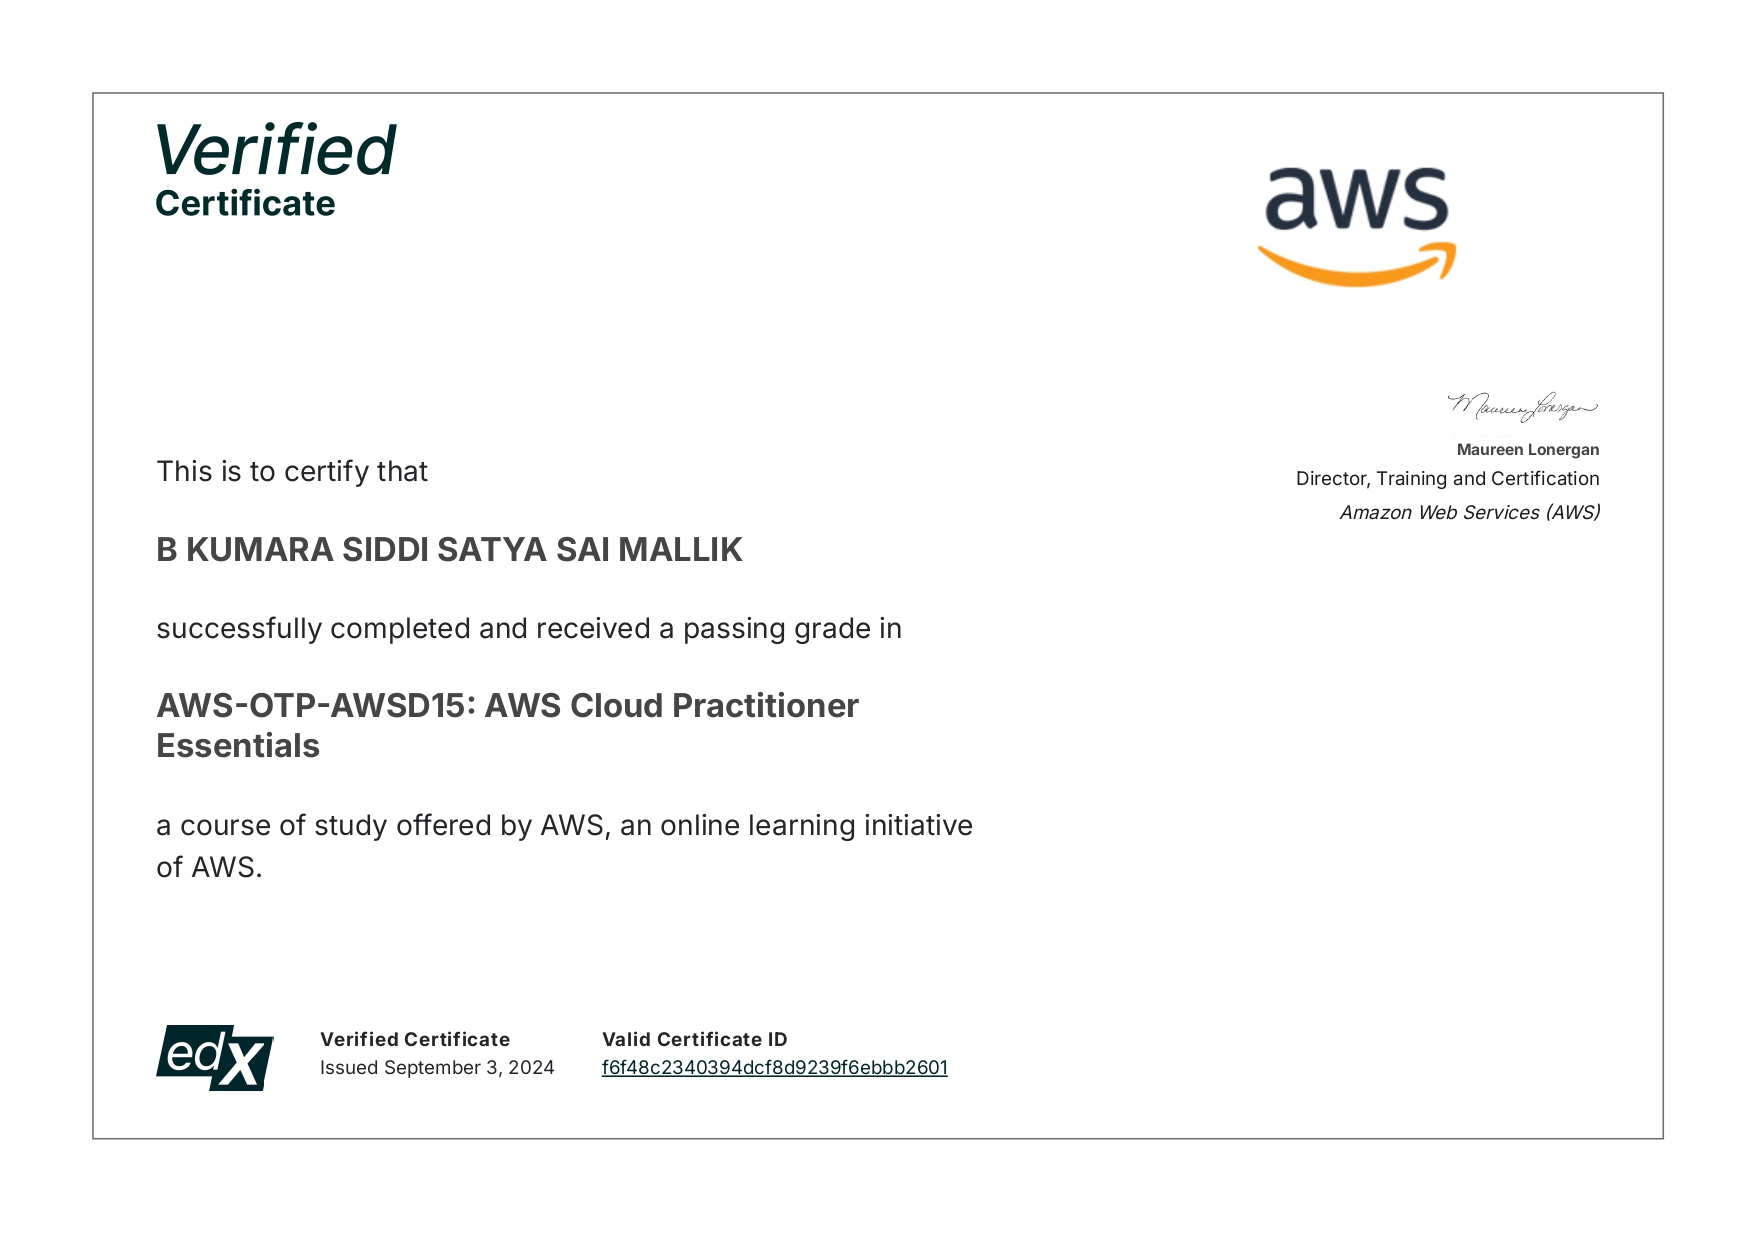 Verified
Certificate
aws
Maureen Lonergan
Maureen Lonergan
Director, Training and Certification
Amazon Web Services (AWS)
This is to certify that
B KUMARA SIDDI SATYA SAI MALLIK
successfully completed and received a passing grade in
AWS-OTP-AWSD15: AWS Cloud Practitioner
Essentials
a course of study offered by AWS, an online learning initiative
of AWS.
edX
Verified Certificate
Issued September 3, 2024
Valid Certificate ID
f6f48c2340394dcf8d9239f6ebbb2601